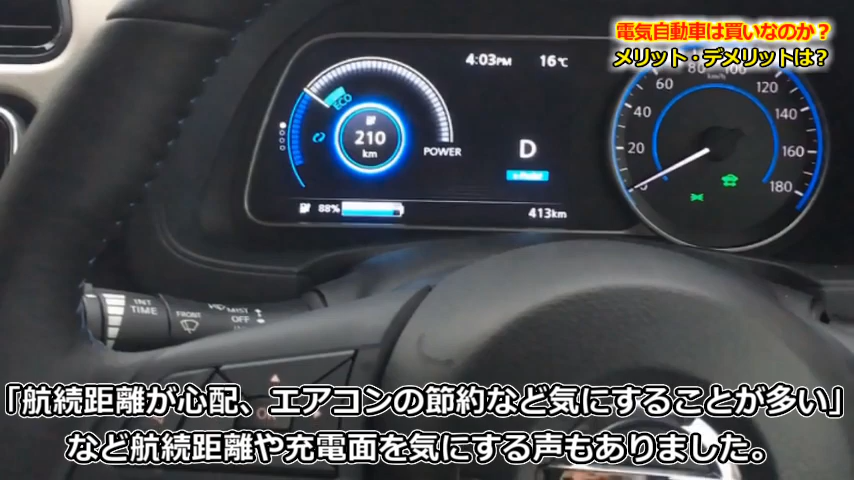 電気自動車は買いなのか？
メリット・デメリットは？
4:03PM 16℃
ECO
210
km
POWER
D
e-Pedal
88%
413km
0 20 40 60 80 100 120 140 160 180
km/h
INT
TIME
FRONT
MIST
OFF
「航続距離が心配、エアコンの節約など気にすることが多い」
など航続距離や充電面を気にする声もありました。